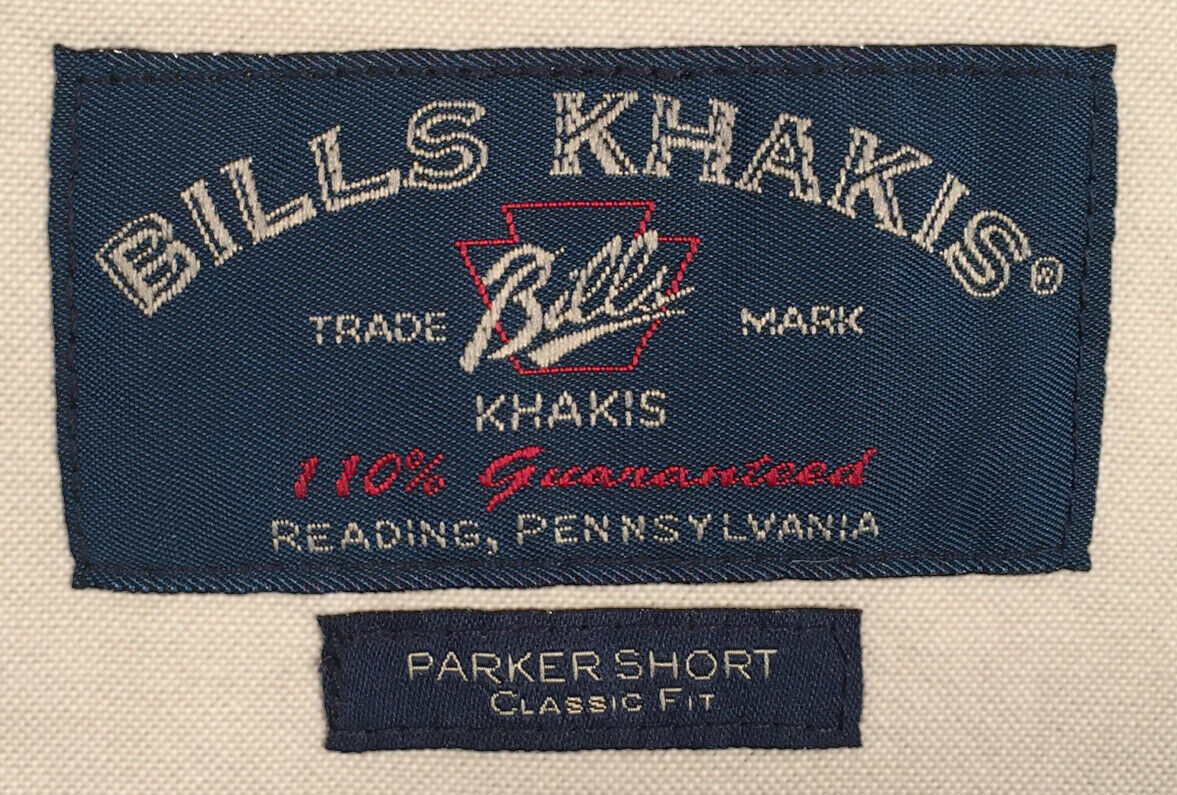 BILLS KHAKIS®
Bills
TRADE MARK
KHAKIS
110% Guaranteed
READING, PENNSYLVANIA
PARKER SHORT
CLASSIC FIT